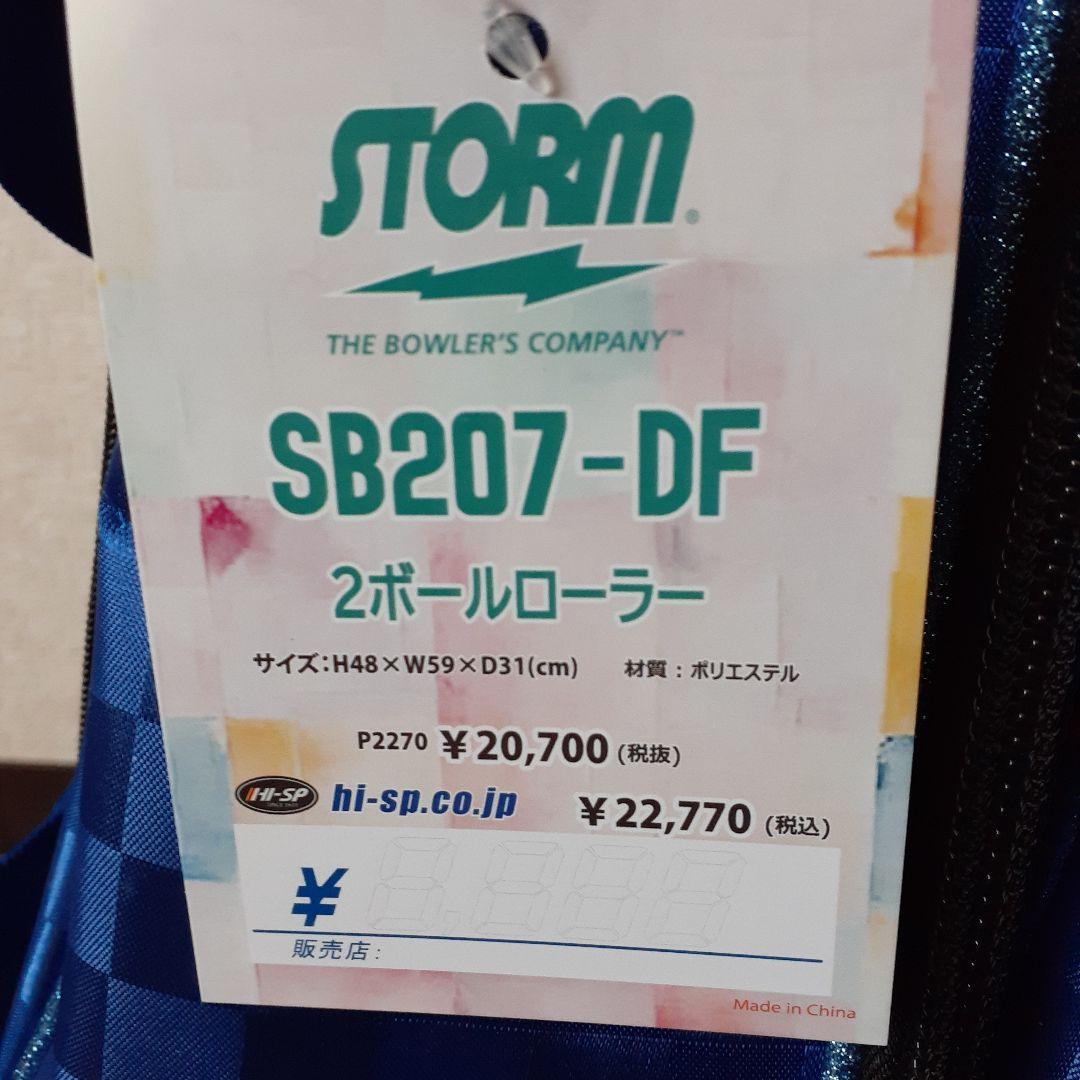 STORM®
THE BOWLER'S COMPANY™
SB207-DF
2ボールローラー
サイズ:H48×W59×D31(cm) 材質:ポリエステル
P2270 ¥20,700(税抜)
HI-SP hi-sp.co.jp ¥22,770(税込)
¥
販売店:
Made in China